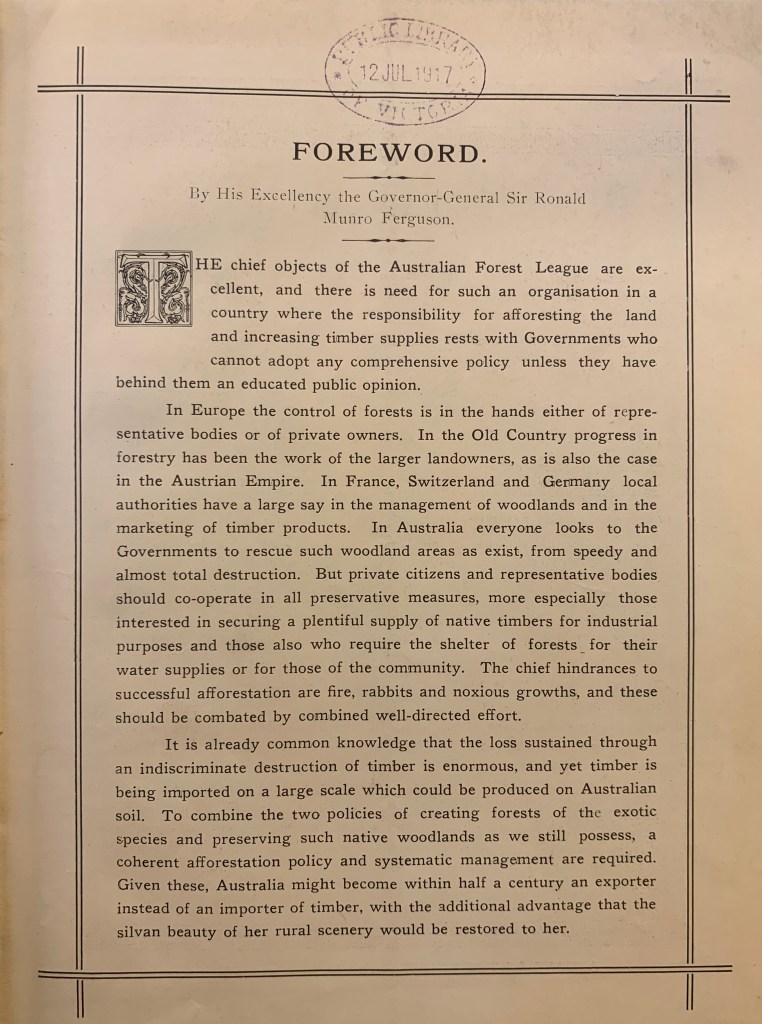 PUBLIC LIBRARY
12 JUL 1917
OF VICTORIA
FOREWORD.
By His Excellency the Governor-General Sir Ronald
Munro Ferguson.
THE chief objects of the Australian Forest League are ex-
cellent, and there is need for such an organisation in a
country where the responsibility for afforesting the land
and increasing timber supplies rests with Governments who
cannot adopt any comprehensive policy unless they have
behind them an educated public opinion.
In Europe the control of forests is in the hands either of repre-
sentative bodies or of private owners. In the Old Country progress in
forestry has been the work of the larger landowners, as is also the case
in the Austrian Empire. In France, Switzerland and Germany local
authorities have a large say in the management of woodlands and in the
marketing of timber products. In Australia everyone looks to the
Governments to rescue such woodland areas as exist, from speedy and
almost total destruction. But private citizens and representative bodies
should co-operate in all preservative measures, more especially those
interested in securing a plentiful supply of native timbers for industrial
purposes and those also who require the shelter of forests for their
water supplies or for those of the community. The chief hindrances to
successful afforestation are fire, rabbits and noxious growths, and these
should be combated by combined well-directed effort.
It is already common knowledge that the loss sustained through
an indiscriminate destruction of timber is enormous, and yet timber is
being imported on a large scale which could be produced on Australian
soil. To combine the two policies of creating forests of the exotic
species and preserving such native woodlands as we still possess, a
coherent afforestation policy and systematic management are required.
Given these, Australia might become within half a century an exporter
instead of an importer of timber, with the additional advantage that the
silvan beauty of her rural scenery would be restored to her.